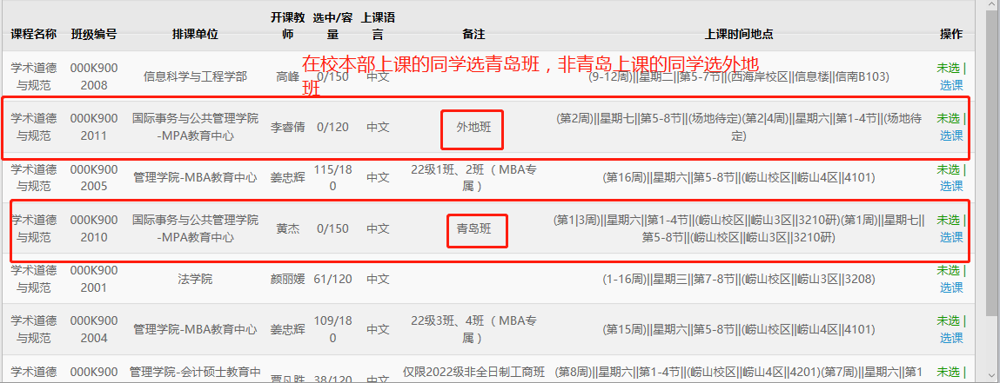 课程名称 班级编号 排课单位 开课教师 选中/容量 上课语言 备注 上课时间地点 操作
在校本部上课的同学选青岛班，非青岛上课的同学选外地班
学术道德与规范 000K9002008 信息科学与工程学部 高峰 0/150 中文 (9-12周)||星期二||第5-7节||(西海岸校区||信息楼||信南B103) 未选 | 选课
学术道德与规范 000K9002011 国际事务与公共管理学院-MPA教育中心 李睿倩 0/120 中文 外地班 (第2周)||星期七||第5-8节||(场地待定)(第2|4周)||星期六||第1-4节||(场地待定) 未选 | 选课
学术道德与规范 000K9002005 管理学院-MBA教育中心 姜忠辉 115/180 中文 22级1班、2班（MBA专属） (第16周)||星期六||第5-8节||(崂山校区||崂山4区||4101) 未选 | 选课
学术道德与规范 000K9002010 国际事务与公共管理学院-MPA教育中心 黄杰 0/150 中文 青岛班 (第1|3周)||星期六||第1-4节||(崂山校区||崂山3区||3210研)(第1周)||星期七||第5-8节||(崂山校区||崂山3区||3210研) 未选 | 选课
学术道德与规范 000K9002001 法学院 颜丽媛 61/120 中文 (1-16周)||星期三||第7-8节||(崂山校区||崂山3区||3208) 未选 | 选课
学术道德与规范 000K9002004 管理学院-MBA教育中心 姜忠辉 109/180 中文 22级3班、4班（MBA专属） (第15周)||星期六||第5-8节||(崂山校区||崂山4区||4101) 未选 | 选课
学术道德 000K900 管理学院-会计硕士教育中 贾凡胜 38/120 中文 仅限2022级非全日制工商班 (第8周)||星期六||第1-4节||(崂山校区||崂山4区||4201)(第7周)||星期六||第1 未选 |